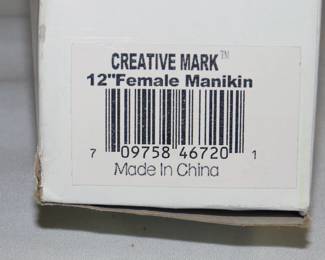 CREATIVE MARK™
12"Female Manikin
7 09758 46720 1
Made In China